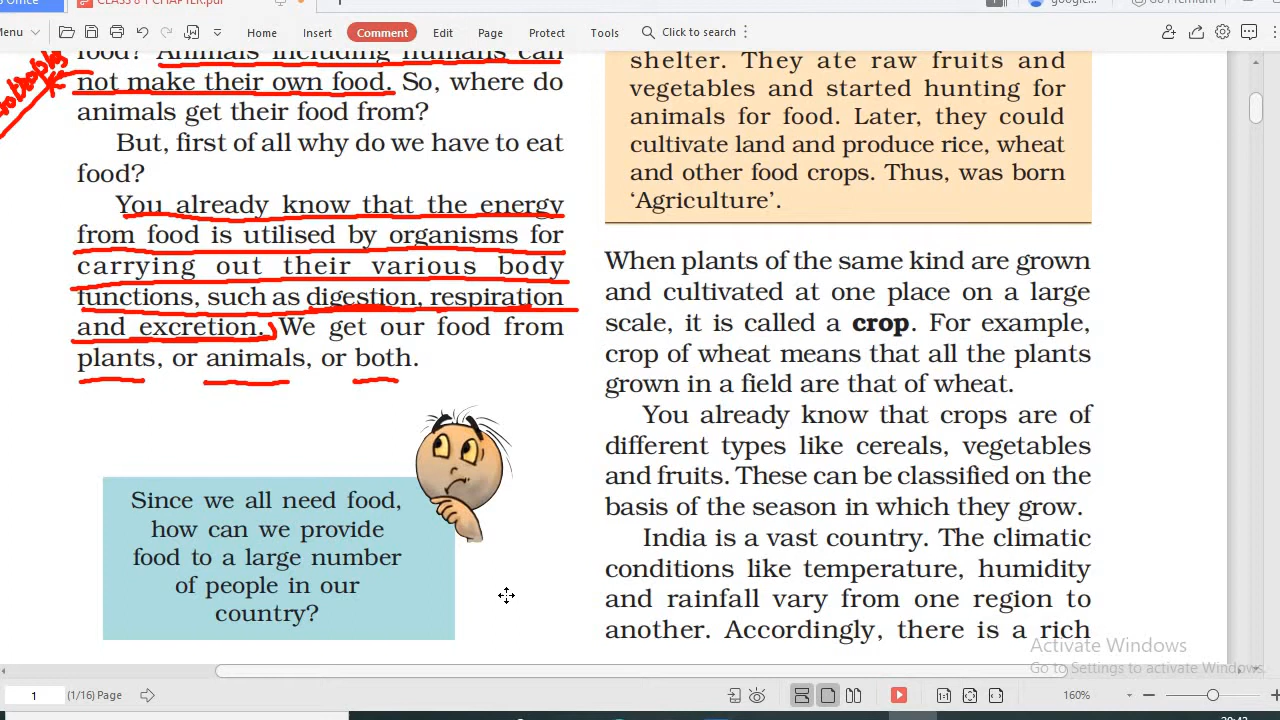 Office
CLASS 8 1 CHAPTER.pdf
google...
Go Premium
Menu
Home
Insert
Comment
Edit
Page
Protect
Tools
Click to search
food? Animals including humans can
not make their own food. So, where do
animals get their food from?
But, first of all why do we have to eat
food?
You already know that the energy
from food is utilised by organisms for
carrying out their various body
functions, such as digestion, respiration
and excretion. We get our food from
plants, or animals, or both.
Since we all need food,
how can we provide
food to a large number
of people in our
country?
shelter. They ate raw fruits and
vegetables and started hunting for
animals for food. Later, they could
cultivate land and produce rice, wheat
and other food crops. Thus, was born
‘Agriculture’.
When plants of the same kind are grown
and cultivated at one place on a large
scale, it is called a crop. For example,
crop of wheat means that all the plants
grown in a field are that of wheat.
You already know that crops are of
different types like cereals, vegetables
and fruits. These can be classified on the
basis of the season in which they grow.
India is a vast country. The climatic
conditions like temperature, humidity
and rainfall vary from one region to
another. Accordingly, there is a rich
Activate Windows
Go to Settings to activate Windows.
1
(1/16) Page
160%